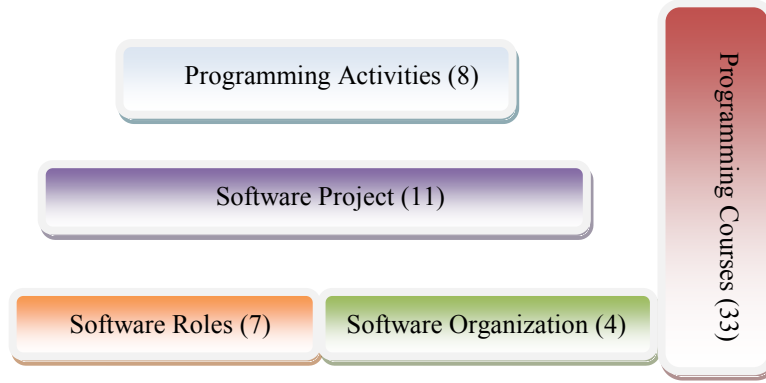 Programming Activities (8)
Software Project (11)
Software Roles (7)
Software Organization (4)
Programming Courses (33)